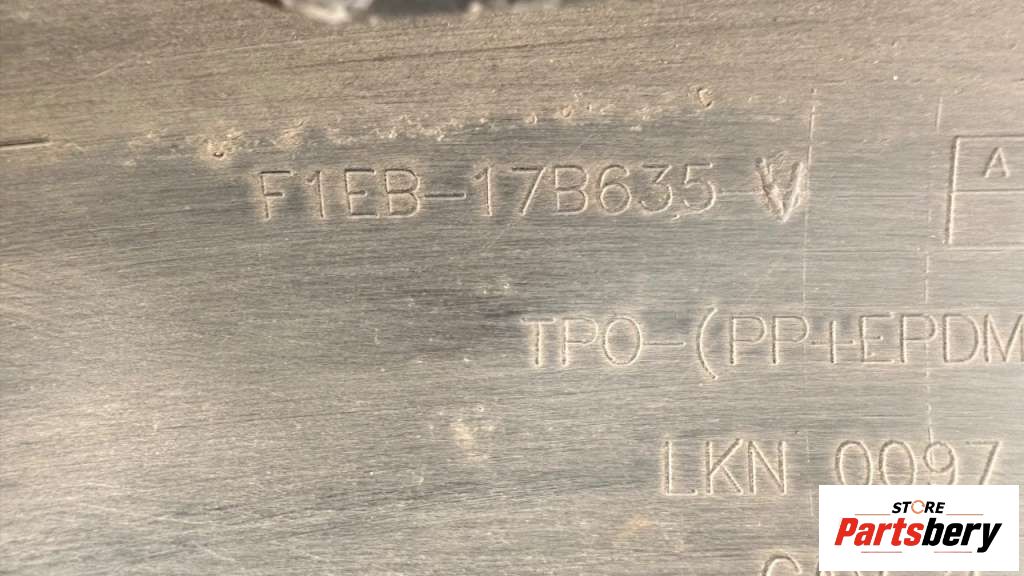 F1EB-17B635-V
A
TPO-(PP+EPDM
LKN 0097
STORE
Partsbery